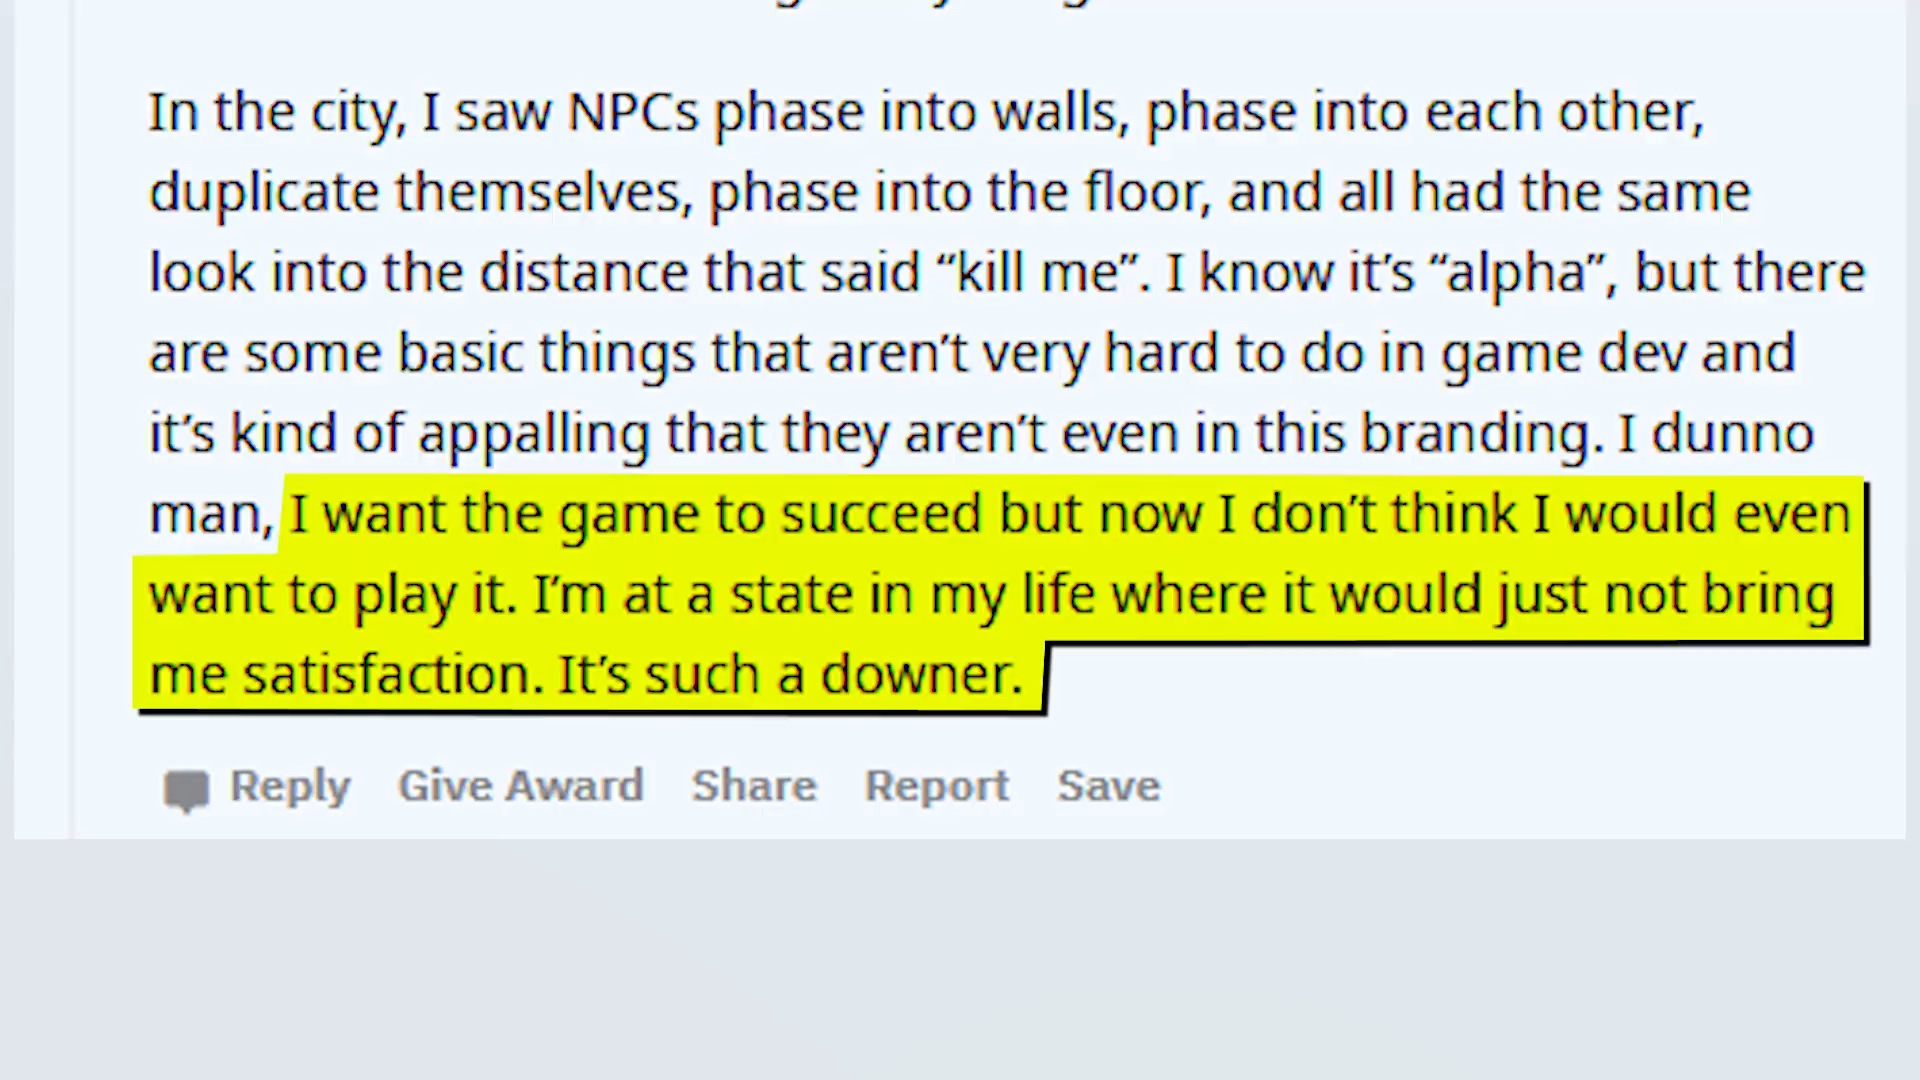 In the city, I saw NPCs phase into walls, phase into each other,
duplicate themselves, phase into the floor, and all had the same
look into the distance that said “kill me”. I know it’s “alpha”, but there
are some basic things that aren’t very hard to do in game dev and
it’s kind of appalling that they aren’t even in this branding. I dunno
man, I want the game to succeed but now I don’t think I would even
want to play it. I’m at a state in my life where it would just not bring
me satisfaction. It’s such a downer.
Reply Give Award Share Report Save